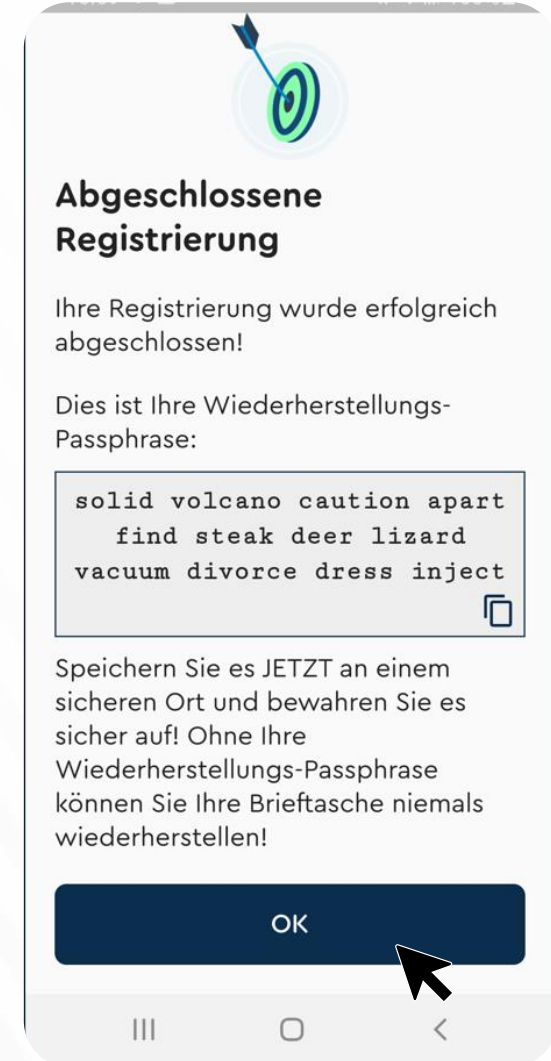 Abgeschlossene
Registrierung
Ihre Registrierung wurde erfolgreich
abgeschlossen!
Dies ist Ihre Wiederherstellungs-
Passphrase:
solid volcano caution apart
find steak deer lizard
vacuum divorce dress inject
Speichern Sie es JETZT an einem
sicheren Ort und bewahren Sie es
sicher auf! Ohne Ihre
Wiederherstellungs-Passphrase
können Sie Ihre Brieftasche niemals
wiederherstellen!
OK